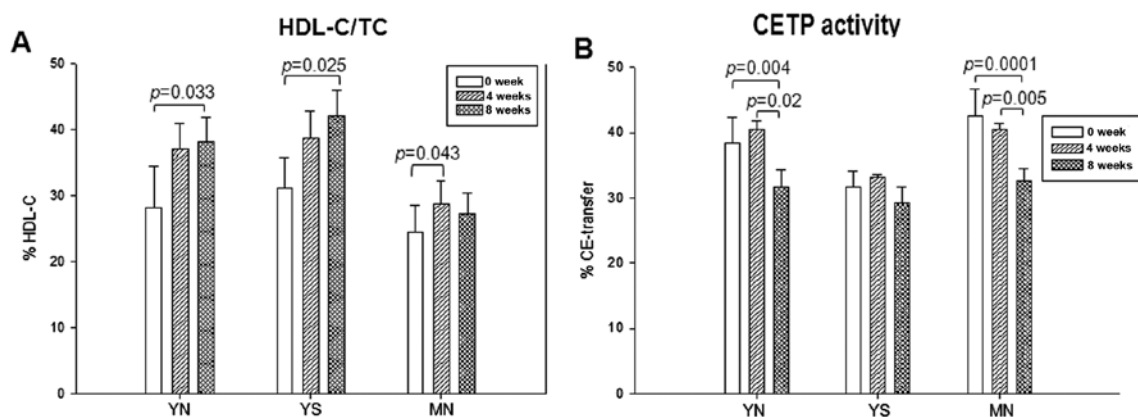 A
HDL-C/TC
50
40
30
20
10
0
% HDL-C
p=0.033
p=0.025
p=0.043
0 week
4 weeks
8 weeks
YN
YS
MN
B
CETP activity
50
40
30
20
10
0
% CE-transfer
p=0.004
p=0.02
p=0.0001
p=0.005
0 week
4 weeks
8 weeks
YN
YS
MN